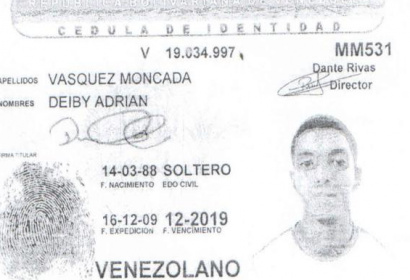 CEDULA DE IDENTIDAD
V 19.034.997
MM531
Dante Rivas
Director
APELLIDOS VASQUEZ MONCADA
NOMBRES DEIBY ADRIAN
FIRMA TITULAR
14-03-88 SOLTERO
F. NACIMIENTO EDO CIVIL
16-12-09 12-2019
F. EXPEDICION F. VENCIMIENTO
VENEZOLANO